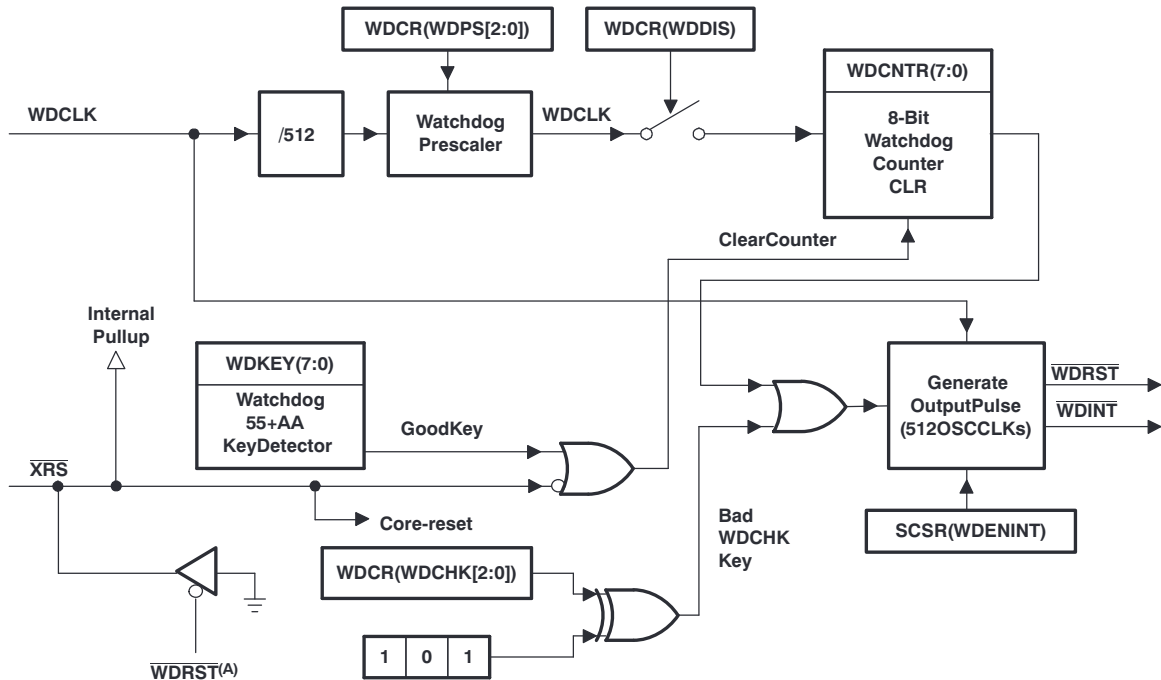 WDCR(WDPS[2:0])
WDCR(WDDIS)
WDCNTR(7:0)
WDCLK
/512
Watchdog
Prescaler
WDCLK
8-Bit
Watchdog
Counter
CLR
ClearCounter
Internal
Pullup
WDKEY(7:0)
Watchdog
55+AA
KeyDetector
GoodKey
Generate
OutputPulse
(512OSCCLKs)
WDRST
WDINT
XRS
Core-reset
Bad
WDCHK
Key
SCSR(WDENINT)
WDCR(WDCHK[2:0])
1 0 1
WDRST(A)